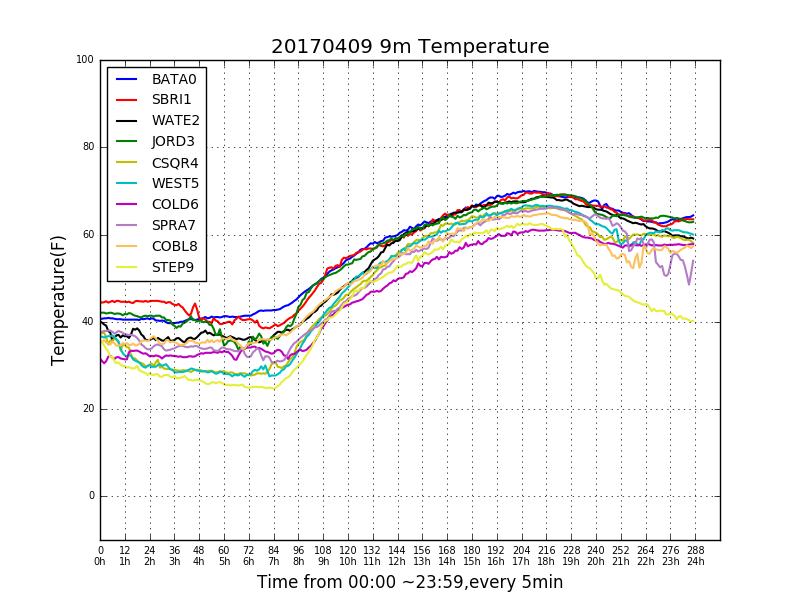 20170409 9m Temperature
100
80
60
40
20
0
Temperature(F)
BATA0
SBRI1
WATE2
JORD3
CSQR4
WEST5
COLD6
SPRA7
COBL8
STEP9
0 12 24 36 48 60 72 84 96 108 120 132 144 156 168 180 192 204 216 228 240 252 264 276 288
0h 1h 2h 3h 4h 5h 6h 7h 8h 9h 10h 11h 12h 13h 14h 15h 16h 17h 18h 19h 20h 21h 22h 23h 24h
Time from 00:00 ~23:59,every 5min